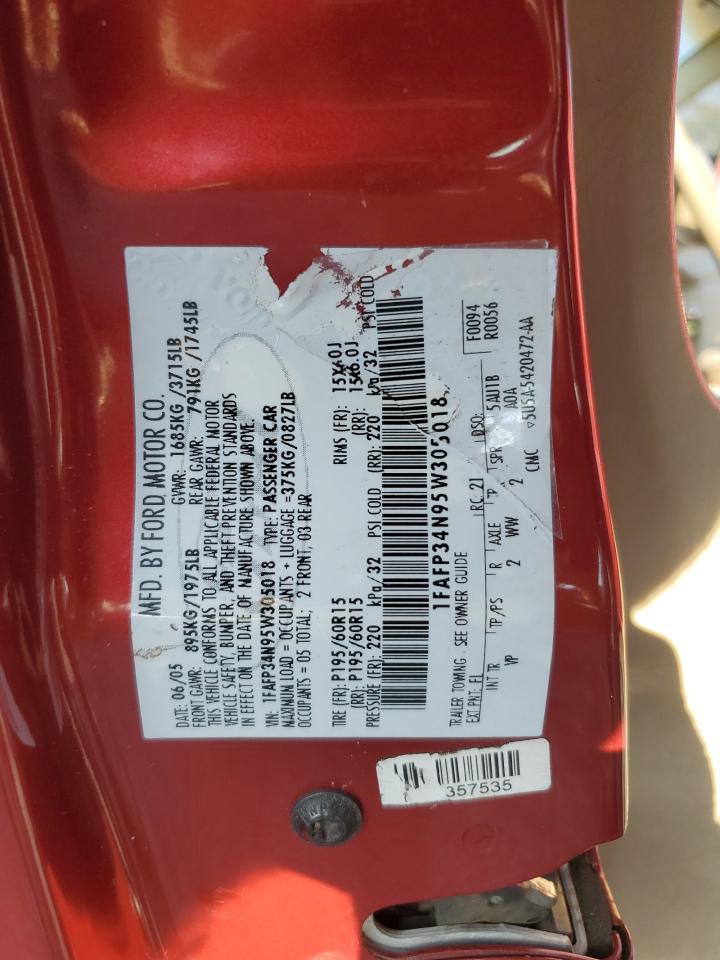 MFD. BY FORD MOTOR CO.
DATE: 06/05 GVWR: 1685KG/3715LB
FRONT GAWR: 895KG/1975LB REAR GAWR: 791KG/1745LB
THIS VEHICLE CONFORMS TO ALL APPLICABLE FEDERAL MOTOR
VEHICLE SAFETY, BUMPER, AND THEFT PREVENTION STANDARDS
IN EFFECT ON THE DATE OF MANUFACTURE SHOWN ABOVE.
VIN: 1FAFP34N95W305018 TYPE: PASSENGER CAR
MAXIMUM LOAD = OCCUPANTS + LUGGAGE =375KG/0827LB
OCCUPANTS = 05 TOTAL, 2 FRONT, 03 REAR
TIRE (FR): P195/60R15 RIMS (FR): 15X6.0J
(RR): P195/60R15 (RR): 15X6.0J
PRESSURE (FR): 220 kPa/32 PSI COLD (RR): 220 kPa/32 PSI COLD
1FAFP34N95W305018
TRAILER TOWING - SEE OWNER GUIDE F0094
EXT PNT: FI RC: 21 DSO: R0056
INT TR TP/PS R AXLE TP SPR 5AU1B
VP 2 WW 2 AOA
CMC ▽5U5A-5420472-AA
357535